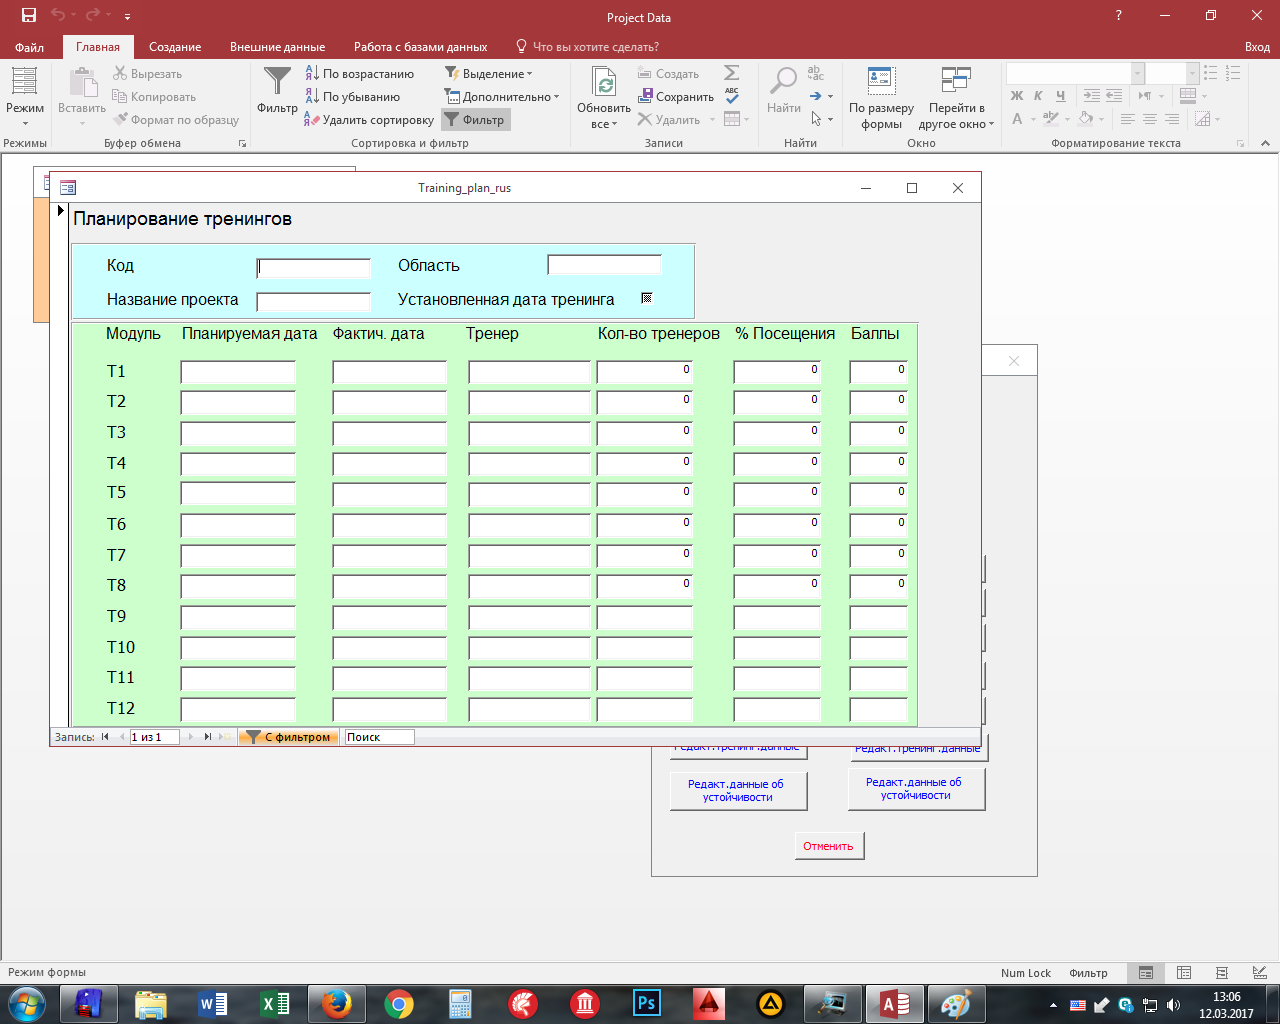 Project Data
?
Файл
Главная
Создание
Внешние данные
Работа с базами данных
Что вы хотите сделать?
Вход
Режим
Режимы
Вставить
Вырезать
Копировать
Формат по образцу
Буфер обмена
Фильтр
По возрастанию
По убыванию
Удалить сортировку
Выделение
Дополнительно
Фильтр
Сортировка и фильтр
Обновить
все
Создать
Сохранить
Удалить
Записи
Найти
Найти
По размеру
формы
Перейти в
другое окно
Окно
Ж К Ч
Форматирование текста
Training_plan_rus
Планирование тренингов
Код Область
Название проекта Установленная дата тренинга
Модуль Планируемая дата Фактич. дата Тренер Кол-во тренеров % Посещения Баллы
T1 0 0 0
T2 0 0 0
T3 0 0 0
T4 0 0 0
T5 0 0 0
T6 0 0 0
T7 0 0 0
T8 0 0 0
T9
T10
T11
T12
Запись: 1 из 1 С фильтром Поиск
Редакт.тренинг.данные Редакт.тренинг.данные
Редакт.данные об
устойчивости
Редакт.данные об
устойчивости
Отменить
Режим формы
Num Lock Фильтр
13:06
12.03.2017